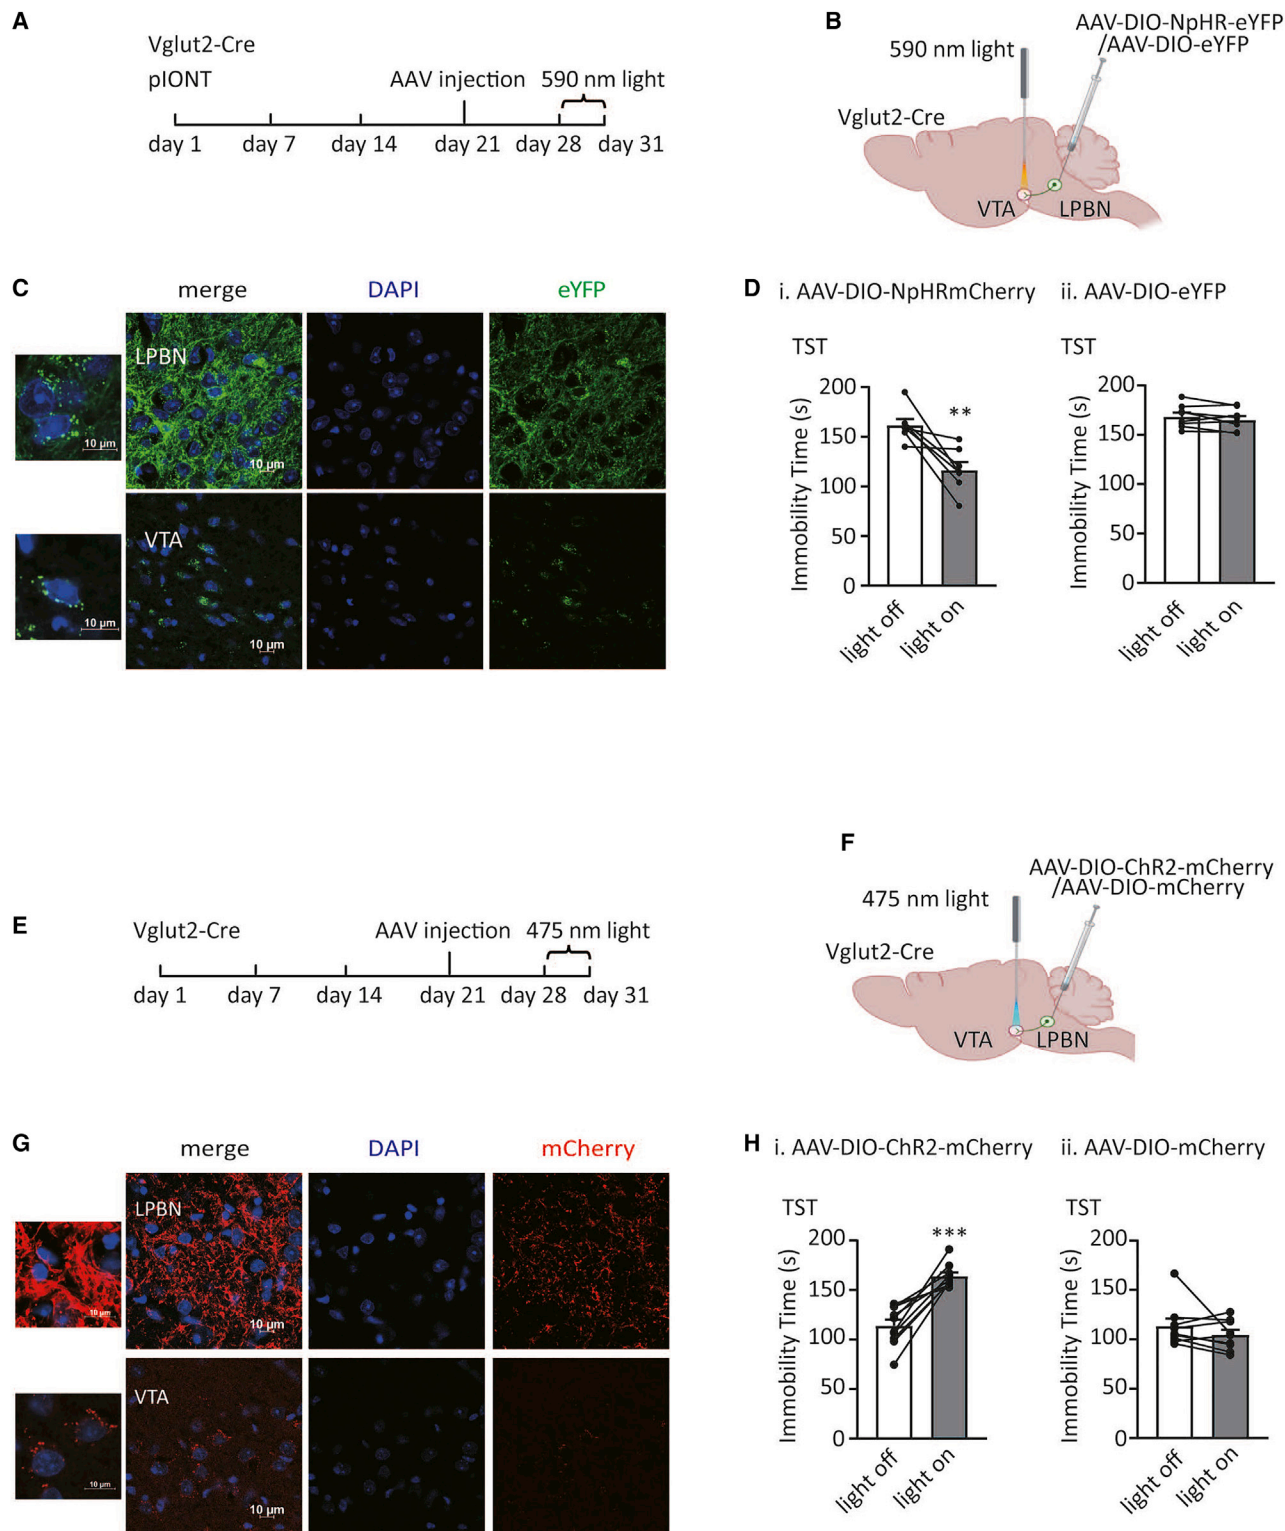 A
Vglut2-Cre
pIONT
AAV injection
590 nm light
day 1
day 7
day 14
day 21
day 28
day 31
B
AAV-DIO-NpHR-eYFP
/AAV-DIO-eYFP
590 nm light
Vglut2-Cre
VTA
LPBN
C
merge
DAPI
eYFP
LPBN
10 µm
10 µm
VTA
10 µm
10 µm
D
i. AAV-DIO-NpHRmCherry
ii. AAV-DIO-eYFP
TST
Immobility Time (s)
200
150
100
50
0
**
light off
light on
TST
Immobility Time (s)
200
150
100
50
0
light off
light on
E
Vglut2-Cre
AAV injection
475 nm light
day 1
day 7
day 14
day 21
day 28
day 31
F
AAV-DIO-ChR2-mCherry
/AAV-DIO-mCherry
475 nm light
Vglut2-Cre
VTA
LPBN
G
merge
DAPI
mCherry
LPBN
10 µm
10 µm
VTA
10 µm
10 µm
H
i. AAV-DIO-ChR2-mCherry
ii. AAV-DIO-mCherry
TST
Immobility Time (s)
200
150
100
50
0
***
light off
light on
TST
Immobility Time (s)
200
150
100
50
0
light off
light on